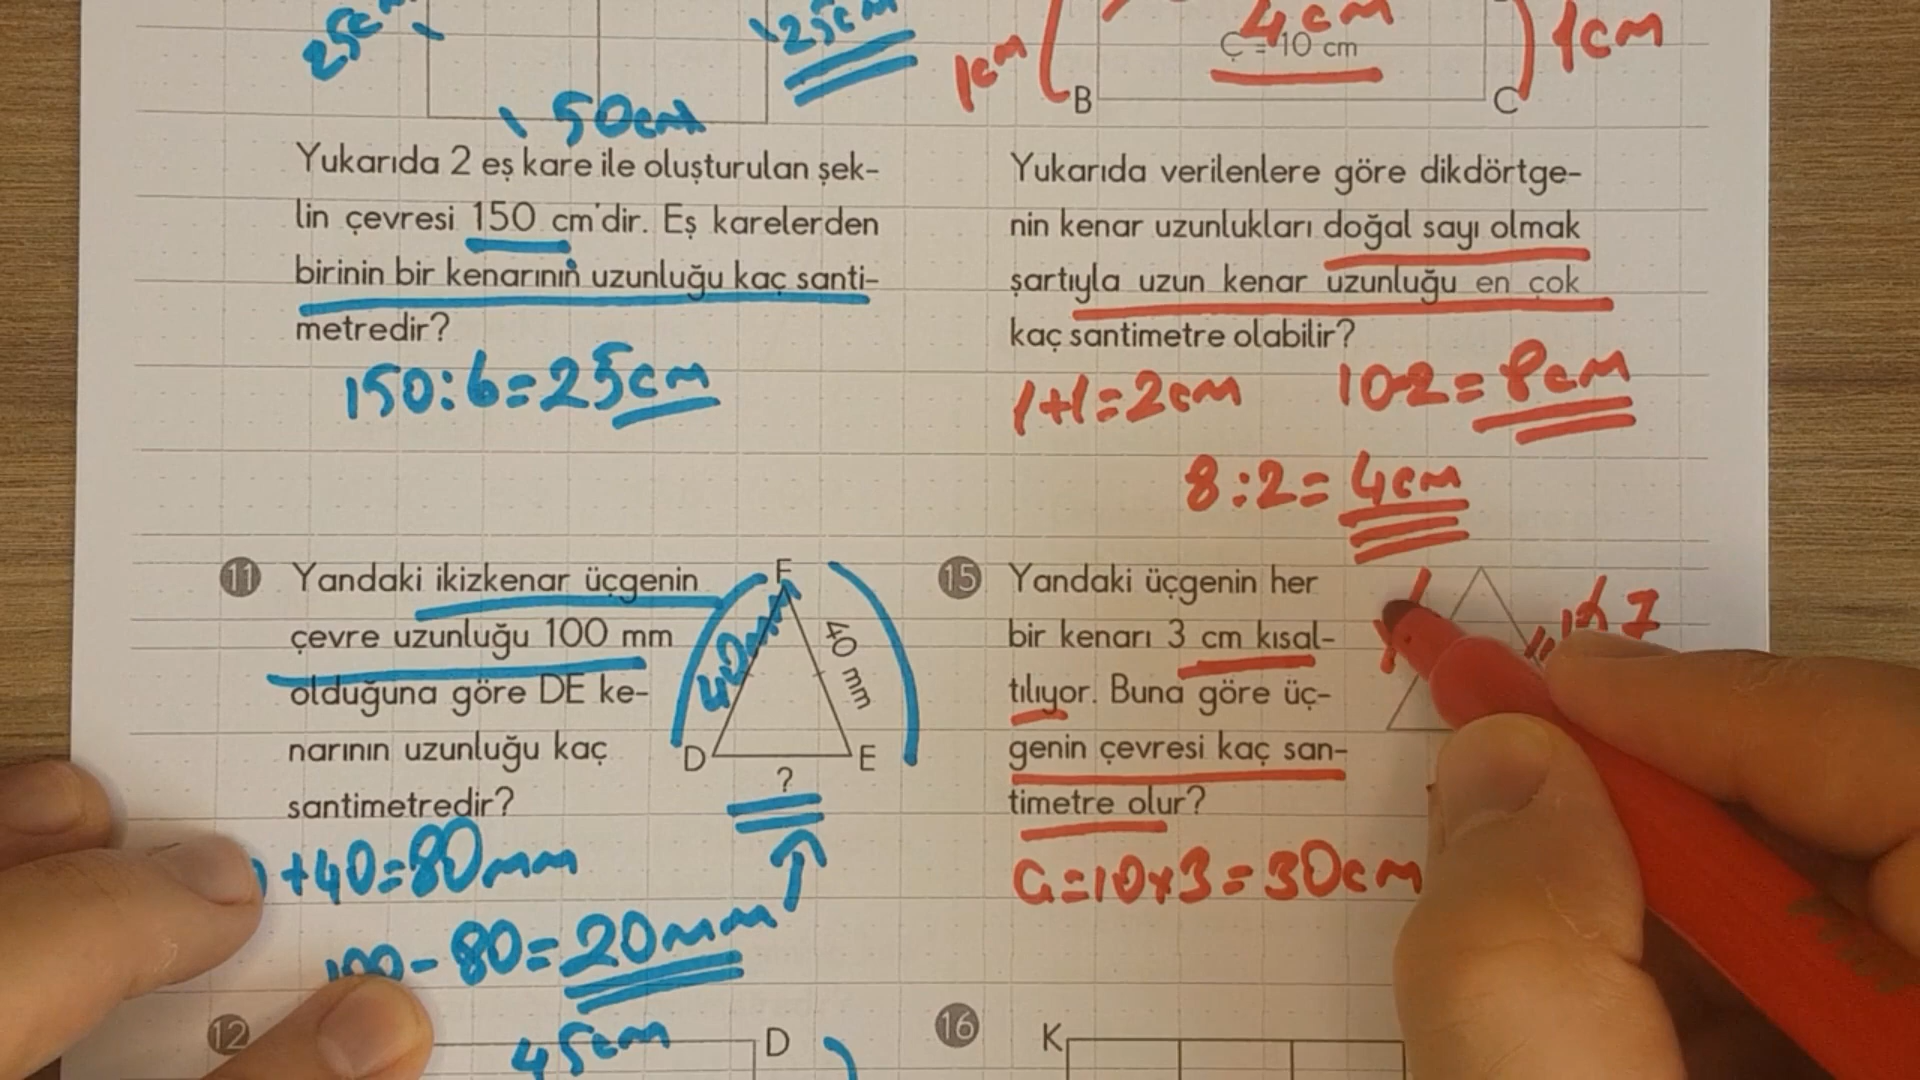 25cm
25cm
50cm
Yukarıda 2 eş kare ile oluşturulan şek-
lin çevresi 150 cm'dir. Eş karelerden
birinin bir kenarının uzunluğu kaç santi-
metredir?
150:6=25cm
11 Yandaki ikizkenar üçgenin
çevre uzunluğu 100 mm
olduğuna göre DE ke-
narının uzunluğu kaç
santimetredir?
F
40mm
40 mm
D E
?
+40=80mm
100-80=20mm
12
45cm
D
1cm
4cm
1cm
Ç = 10 cm
B C
Yukarıda verilenlere göre dikdörtge-
nin kenar uzunlukları doğal sayı olmak
şartıyla uzun kenar uzunluğu en çok
kaç santimetre olabilir?
1+1=2cm 10-2=8cm
8:2=4cm
15 Yandaki üçgenin her
bir kenarı 3 cm kısal-
tılıyor. Buna göre üç-
genin çevresi kaç san-
timetre olur?
7
Ç=10x3=30cm
16
K